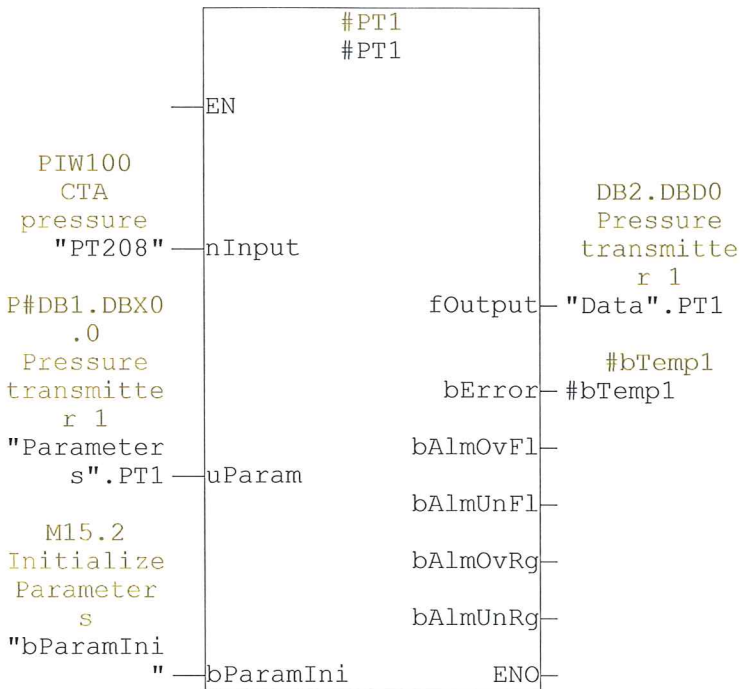 #PT1
#PT1
EN
PIW100
CTA
pressure
"PT208"
nInput
DB2.DBD0
Pressure
transmitte
r 1
fOutput
"Data".PT1
P#DB1.DBX0
.0
Pressure
transmitte
r 1
"Parameter
s".PT1
uParam
#bTemp1
bError
#bTemp1
bAlmOvFl
bAlmUnFl
bAlmOvRg
bAlmUnRg
M15.2
Initialize
Parameter
s
"bParamIni
"
bParamIni
ENO